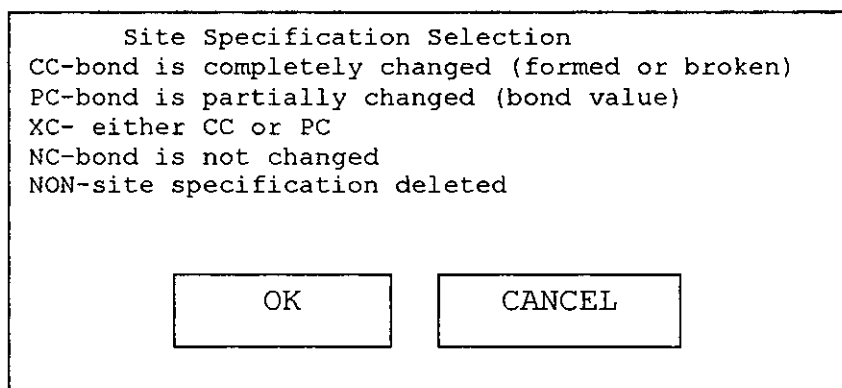 Site Specification Selection
CC-bond is completely changed (formed or broken)
PC-bond is partially changed (bond value)
XC- either CC or PC
NC-bond is not changed
NON-site specification deleted
OK CANCEL